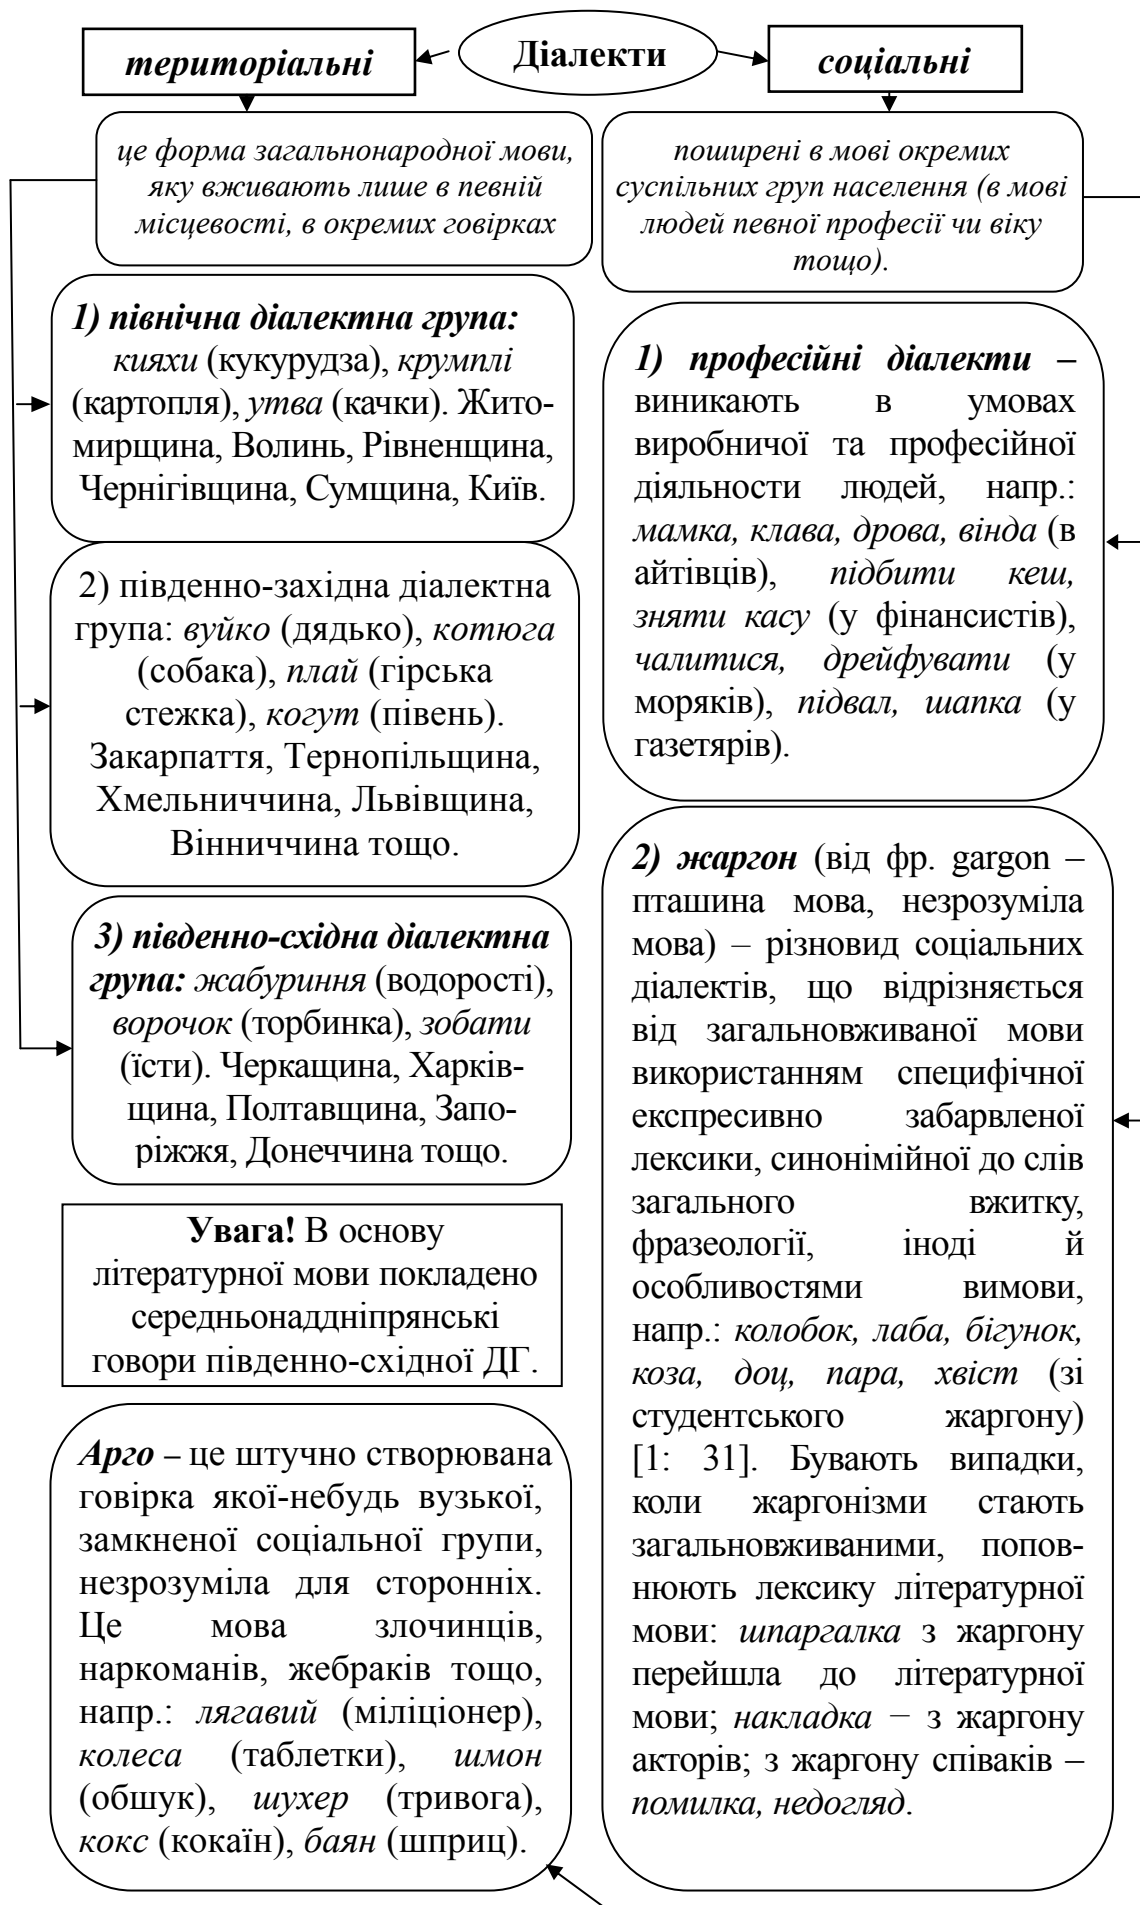 Діалекти
територіальні
соціальні
це форма загальнонародної мови,
яку вживають лише в певній
місцевості, в окремих говірках
поширені в мові окремих
суспільних груп населення (в мові
людей певної професії чи віку
тощо).
1) північна діалектна група:
кияхи (кукурудза), крумплі
(картопля), утва (качки). Жито-
мирщина, Волинь, Рівненщина,
Чернігівщина, Сумщина, Київ.
2) південно-західна діалектна
група: вуйко (дядько), котюга
(собака), плай (гірська
стежка), когут (півень).
Закарпаття, Тернопільщина,
Хмельниччина, Львівщина,
Вінниччина тощо.
3) південно-східна діалектна
група: жабуриння (водорості),
ворочок (торбинка), зобати
(їсти). Черкащина, Харків-
щина, Полтавщина, Запо-
ріжжя, Донеччина тощо.
Увага! В основу
літературної мови покладено
середньонаддніпрянські
говори південно-східної ДГ.
Арго – це штучно створювана
говірка якої-небудь вузької,
замкненої соціальної групи,
незрозуміла для сторонніх.
Це мова злочинців,
наркоманів, жебраків тощо,
напр.: лягавий (міліціонер),
колеса (таблетки), шмон
(обшук), шухер (тривога),
кокс (кокаїн), баян (шприц).
1) професійні діалекти –
виникають в умовах
виробничої та професійної
діяльности людей, напр.:
мамка, клава, дрова, вінда (в
айтівців), підбити кеш,
зняти касу (у фінансистів),
чалитися, дрейфувати (у
моряків), підвал, шапка (у
газетярів).
2) жаргон (від фр. gargon –
пташина мова, незрозуміла
мова) – різновид соціальних
діалектів, що відрізняється
від загальновживаної мови
використанням специфічної
експресивно забарвленої
лексики, синонімійної до слів
загального вжитку,
фразеології, іноді й
особливостями вимови,
напр.: колобок, лаба, бігунок,
коза, доц, пара, хвіст (зі
студентського жаргону)
[1: 31]. Бувають випадки,
коли жаргонізми стають
загальновживаними, попов-
нюють лексику літературної
мови: шпаргалка з жаргону
перейшла до літературної
мови; накладка – з жаргону
акторів; з жаргону співаків –
помилка, недогляд.